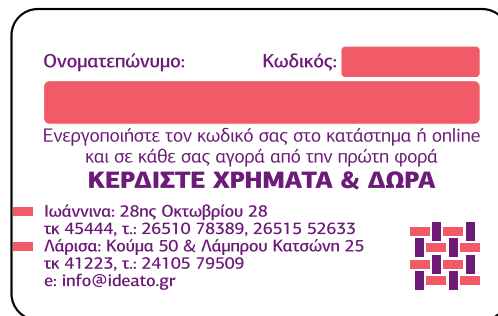 Ονοματεπώνυμο: Κωδικός:
Ενεργοποιήστε τον κωδικό σας στο κατάστημα ή online
και σε κάθε σας αγορά από την πρώτη φορά
ΚΕΡΔΙΣΤΕ ΧΡΗΜΑΤΑ & ΔΩΡΑ
Ιωάννινα: 28ης Οκτωβρίου 28
τκ 45444, τ.: 26510 78389, 26515 52633
Λάρισα: Κούμα 50 & Λάμπρου Κατσώνη 25
τκ 41223, τ.: 24105 79509
e: info@ideato.gr